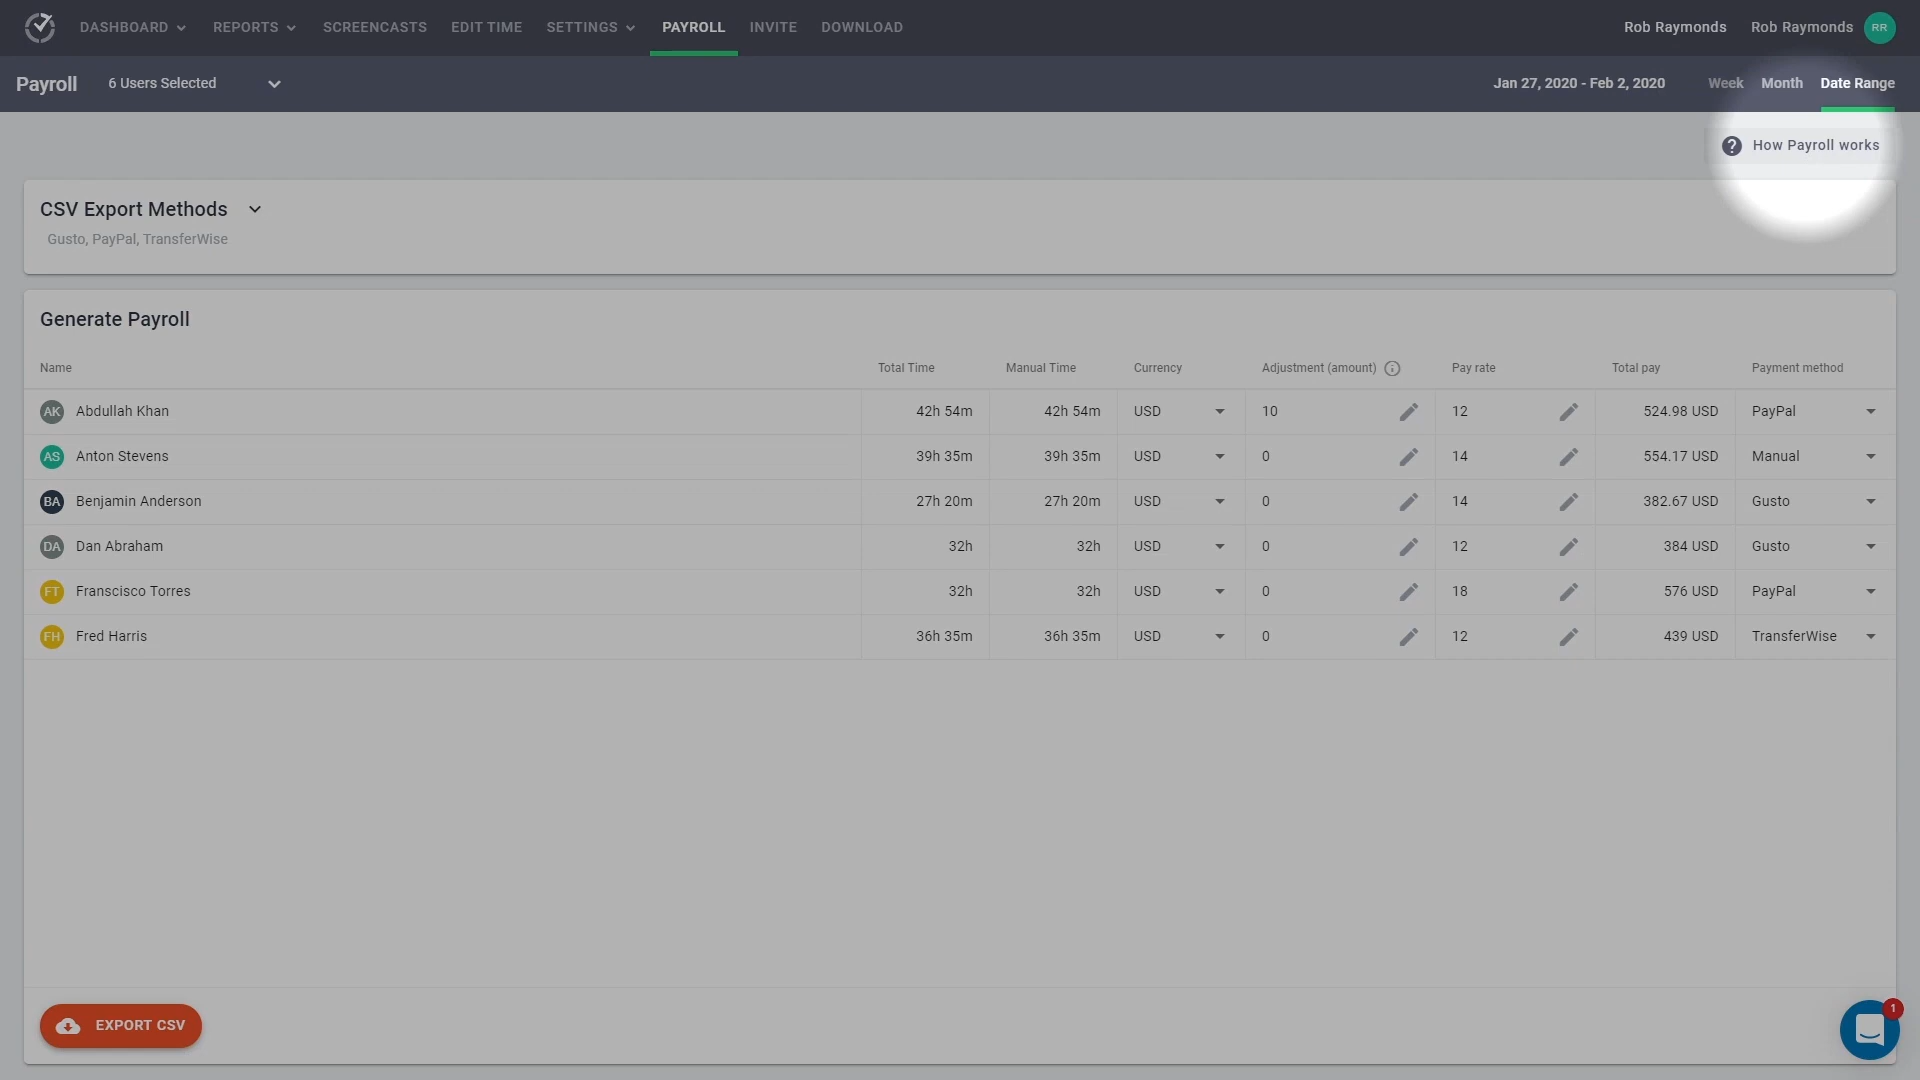 DASHBOARD REPORTS SCREENCASTS EDIT TIME SETTINGS PAYROLL INVITE DOWNLOAD Rob Raymonds Rob Raymonds RR
Payroll 6 Users Selected Jan 27, 2020 - Feb 2, 2020 Week Month Date Range
? How Payroll works
CSV Export Methods
Gusto, PayPal, TransferWise
Generate Payroll
Name Total Time Manual Time Currency Adjustment (amount) i Pay rate Total pay Payment method
AK Abdullah Khan 42h 54m 42h 54m USD 10 12 524.98 USD PayPal
AS Anton Stevens 39h 35m 39h 35m USD 0 14 554.17 USD Manual
BA Benjamin Anderson 27h 20m 27h 20m USD 0 14 382.67 USD Gusto
DA Dan Abraham 32h 32h USD 0 12 384 USD Gusto
FT Franscisco Torres 32h 32h USD 0 18 576 USD PayPal
FH Fred Harris 36h 35m 36h 35m USD 0 12 439 USD TransferWise
EXPORT CSV
1